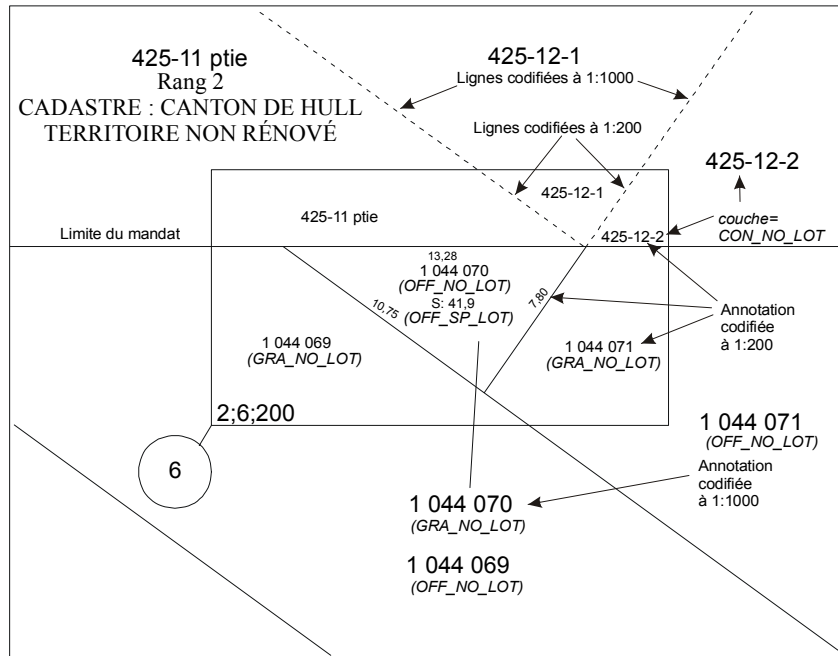 425-11 ptie
Rang 2
CADASTRE : CANTON DE HULL
TERRITOIRE NON RÉNOVÉ
425-12-1
Lignes codifiées à 1:1000
Lignes codifiées à 1:200
425-12-2
couche=
CON_NO_LOT
425-12-1
425-11 ptie
Limite du mandat
425-12-2
13,28
1 044 070
(OFF_NO_LOT)
S: 41,9
(OFF_SP_LOT)
10,75
7,80
Annotation
codifiée
à 1:200
1 044 069
(GRA_NO_LOT)
1 044 071
(GRA_NO_LOT)
2;6;200
6
1 044 071
(OFF_NO_LOT)
Annotation
codifiée
à 1:1000
1 044 070
(GRA_NO_LOT)
1 044 069
(OFF_NO_LOT)